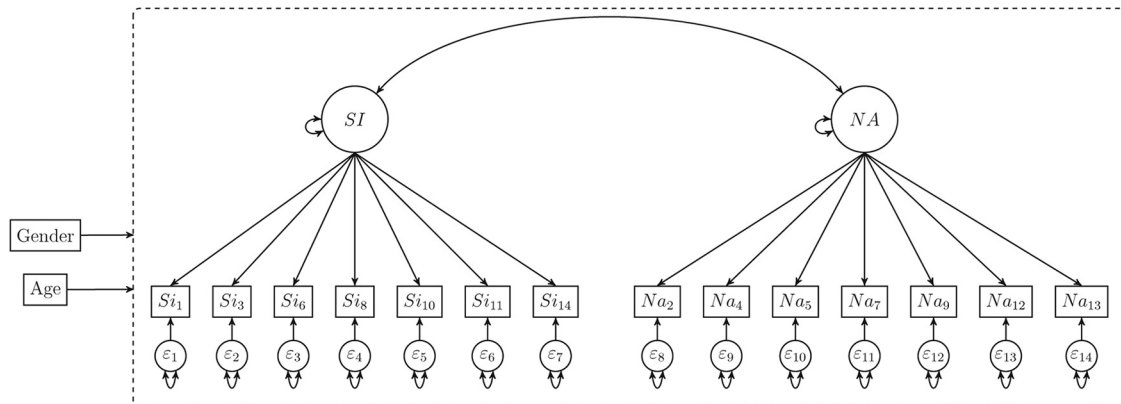 SI NA
Gender
Age
Si₁ Si₃ Si₆ Si₈ Si₁₀ Si₁₁ Si₁₄ Na₂ Na₄ Na₅ Na₇ Na₉ Na₁₂ Na₁₃
ε₁ ε₂ ε₃ ε₄ ε₅ ε₆ ε₇ ε₈ ε₉ ε₁₀ ε₁₁ ε₁₂ ε₁₃ ε₁₄